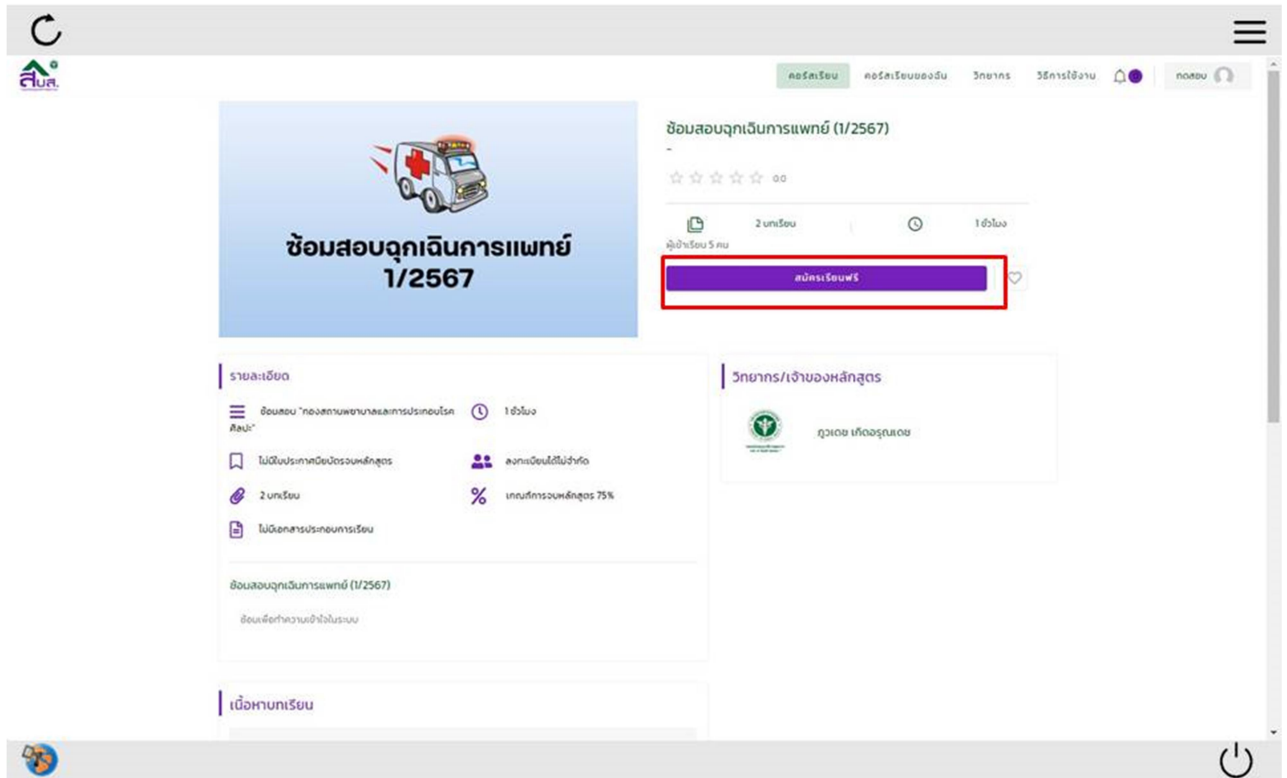 สบส.
คอร์สเรียน คอร์สเรียนของฉัน วิทยากร วิธีการใช้งาน ทดสอบ
ซ้อมสอบฉุกเฉินการแพทย์
1/2567
ซ้อมสอบฉุกเฉินการแพทย์ (1/2567)
-
0.0
2 บทเรียน 1 ชั่วโมง
ผู้เข้าเรียน 5 คน
สมัครเรียนฟรี
รายละเอียด
ซ้อมสอบ "กองสถานพยาบาลและการประกอบโรค
ศิลปะ"
1 ชั่วโมง
ไม่มีใบประกาศนียบัตรจบหลักสูตร
ลงทะเบียนได้ไม่จำกัด
2 บทเรียน
เกณฑ์การจบหลักสูตร 75%
ไม่มีเอกสารประกอบการเรียน
ซ้อมสอบฉุกเฉินการแพทย์ (1/2567)
ซ้อมเพื่อทำความเข้าใจในระบบ
วิทยากร/เจ้าของหลักสูตร
ภูวเดช เกิดอรุณเดช
เนื้อหาบทเรียน